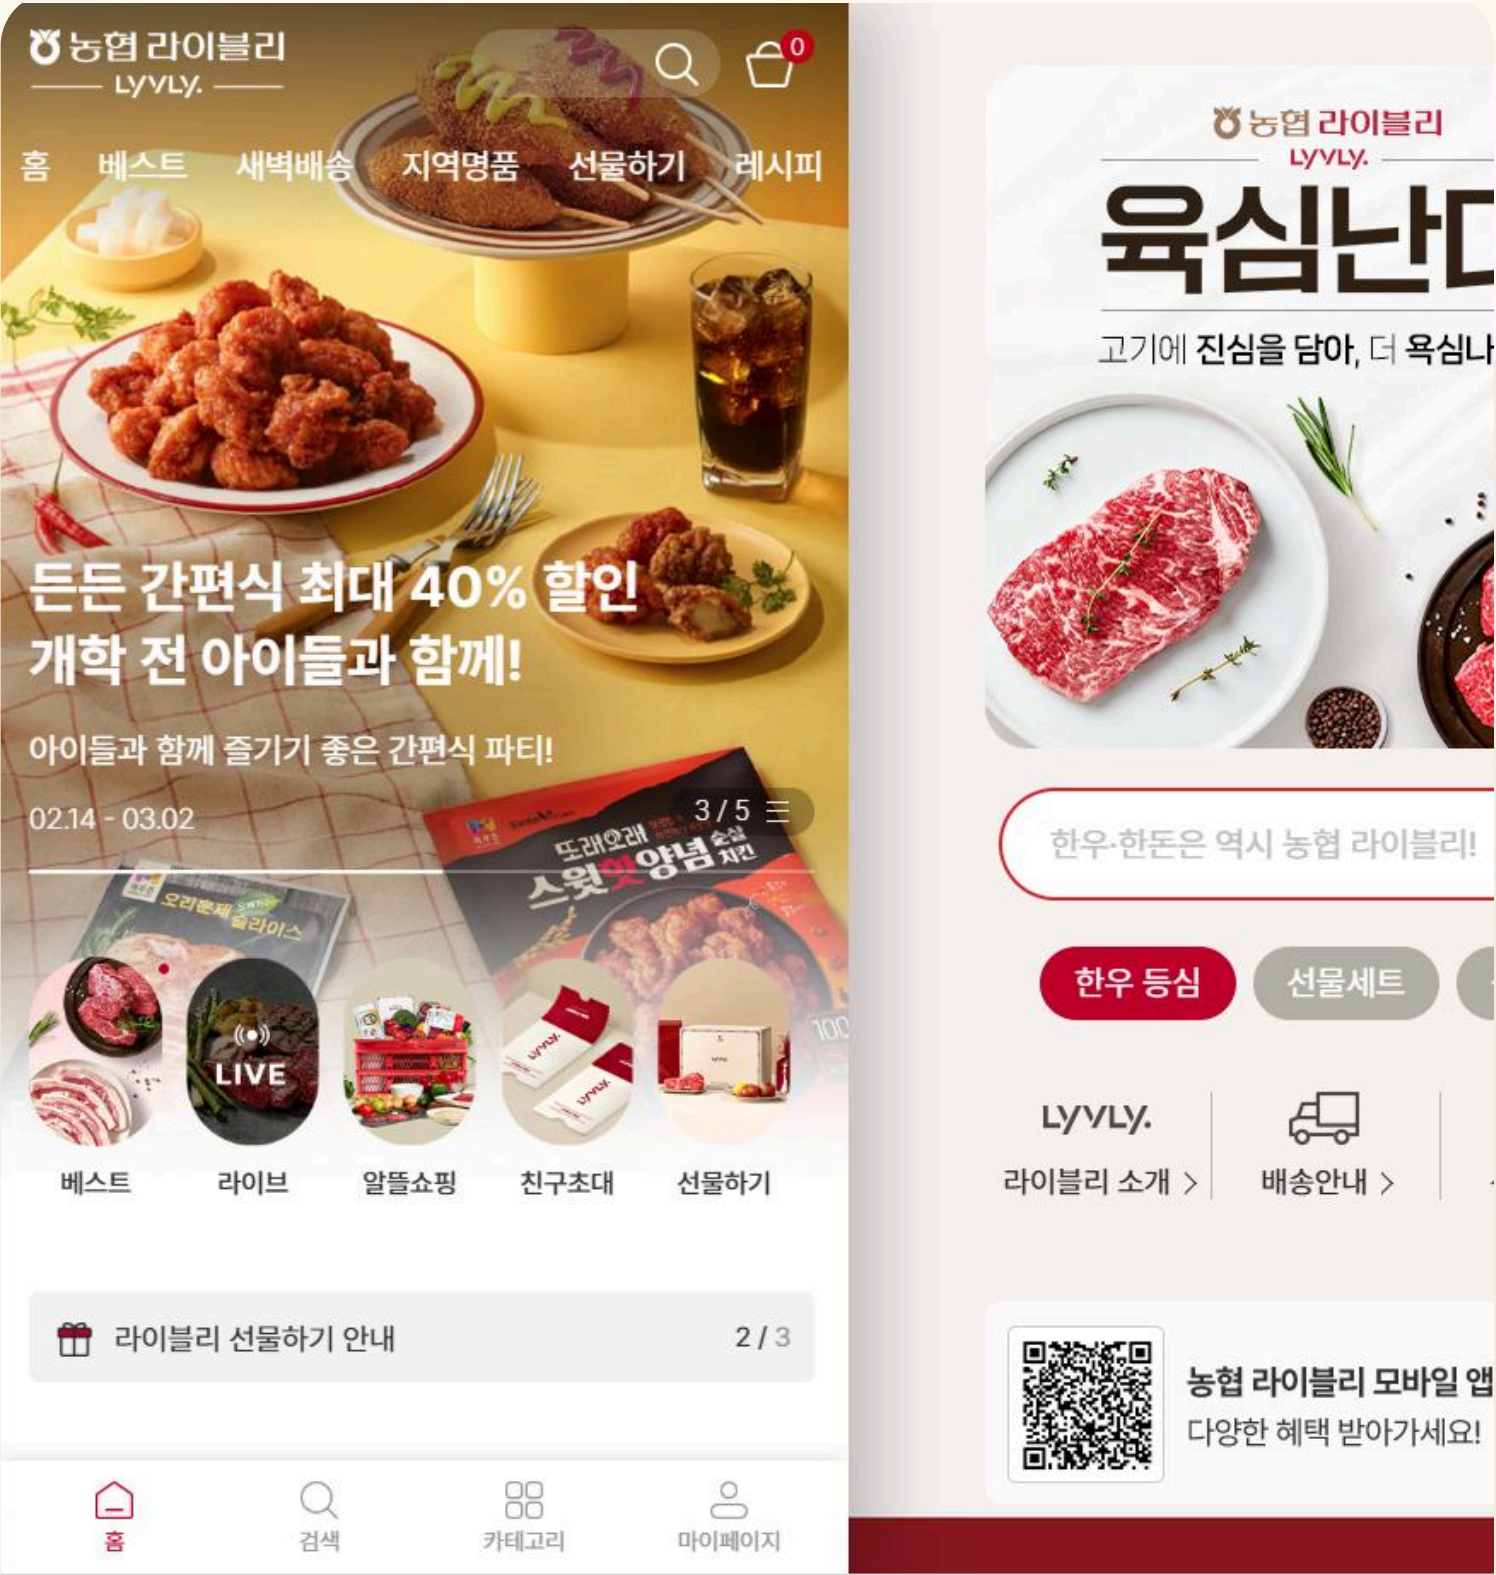 농협 라이블리
LYVLY.
0
홈 베스트 새벽배송 지역명품 선물하기 레시피
든든 간편식 최대 40% 할인
개학 전 아이들과 함께!
아이들과 함께 즐기기 좋은 간편식 파티!
02.14 - 03.02
3 / 5
또래오래
스윗핫양념 순살
치킨
오리훈제
슬라이스
100
LIVE
LYVLY.
LYVLY.
베스트 라이브 알뜰쇼핑 친구초대 선물하기
라이블리 선물하기 안내 2 / 3
홈 검색 카테고리 마이페이지
농협 라이블리
LYVLY.
육심난
고기에 진심을 담아, 더 욕심나
한우·한돈은 역시 농협 라이블리!
한우 등심 선물세트
LYVLY.
라이블리 소개 > 배송안내 >
농협 라이블리 모바일 앱
다양한 혜택 받아가세요!